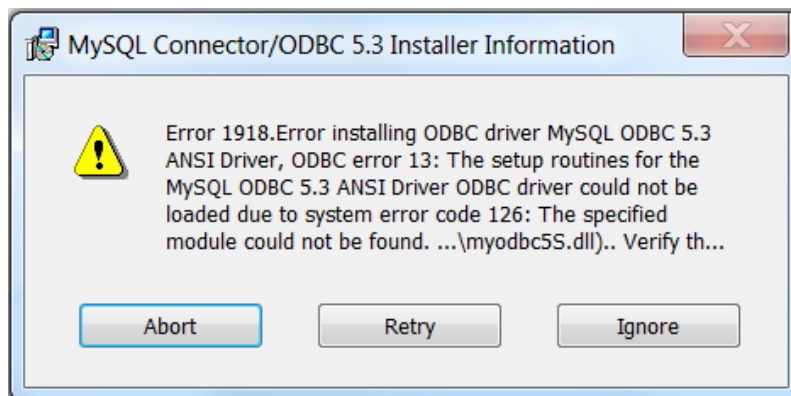 MySQL Connector/ODBC 5.3 Installer Information
Error 1918.Error installing ODBC driver MySQL ODBC 5.3
ANSI Driver, ODBC error 13: The setup routines for the
MySQL ODBC 5.3 ANSI Driver ODBC driver could not be
loaded due to system error code 126: The specified
module could not be found. ...\myodbc5S.dll).. Verify th...
Abort Retry Ignore